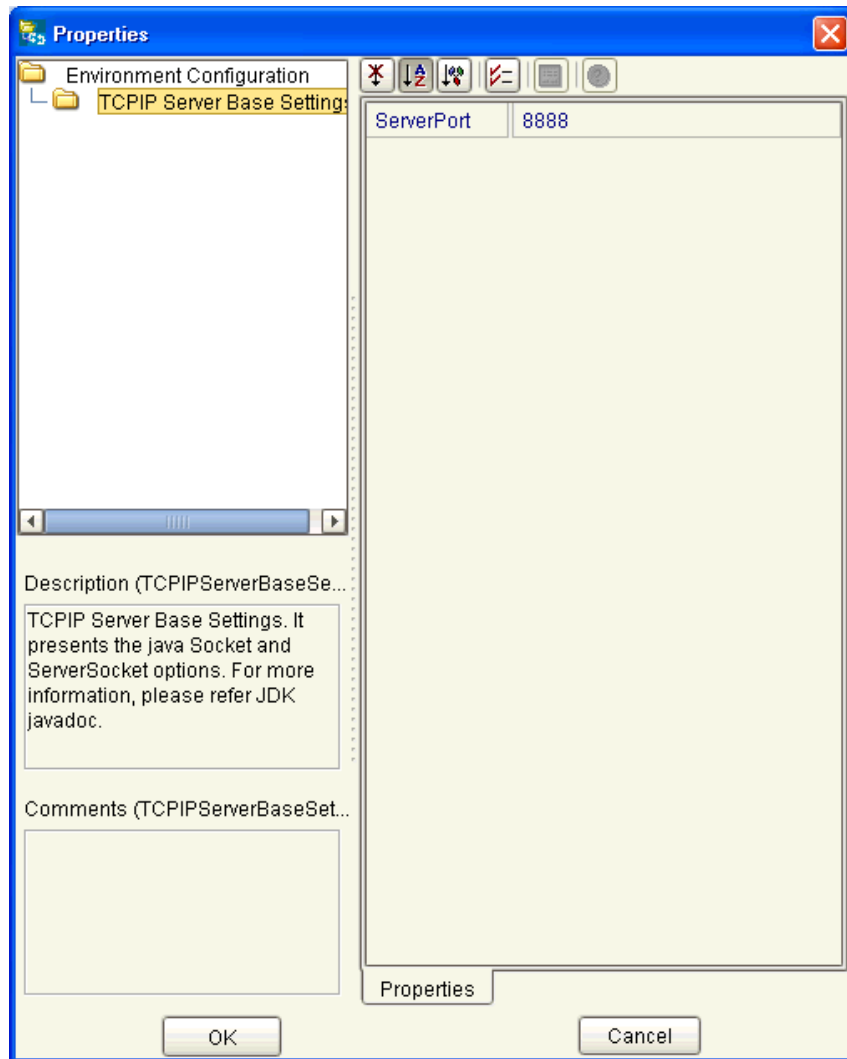 Properties
Environment Configuration
TCPIP Server Base Settings
ServerPort 8888
Description (TCPIPServerBaseSe...
TCPIP Server Base Settings. It
presents the java Socket and
ServerSocket options. For more
information, please refer JDK
javadoc.
Comments (TCPIPServerBaseSet...
Properties
OK Cancel